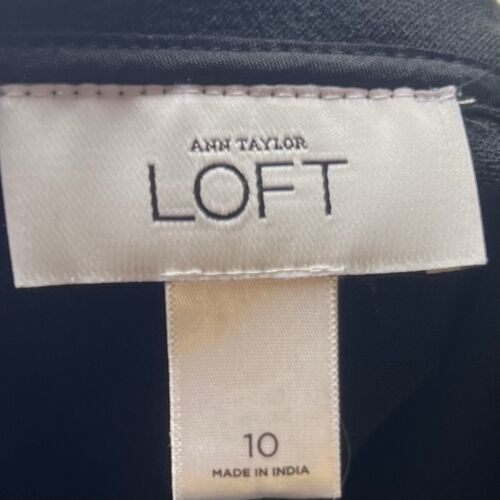 ANN TAYLOR
LOFT
10
MADE IN INDIA